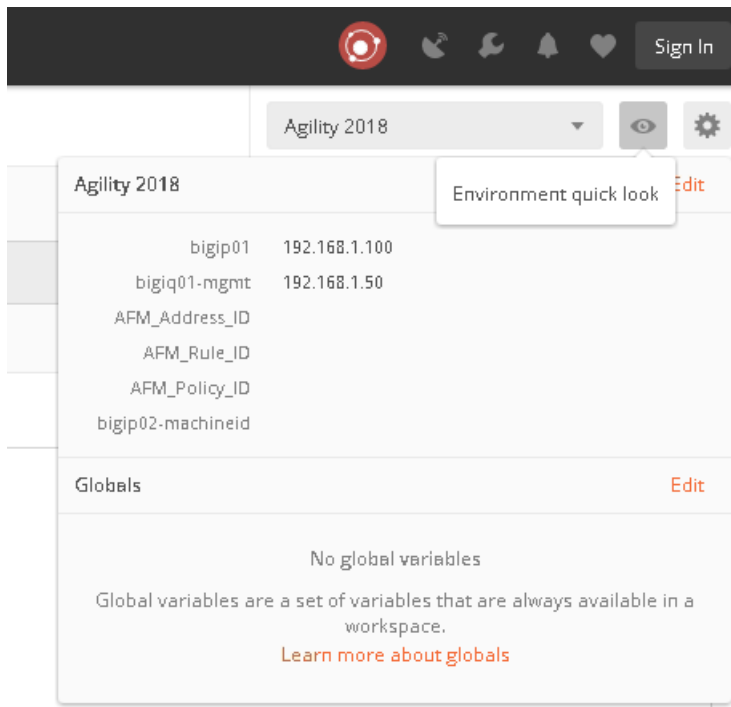 Sign In
Agility 2018
Agility 2018
Edit
Environment quick look
bigip01 192.168.1.100
bigiq01-mgmt 192.168.1.50
AFM_Address_ID
AFM_Rule_ID
AFM_Policy_ID
bigip02-machineid
Globals Edit
No global variables
Global variables are a set of variables that are always available in a
workspace.
Learn more about globals